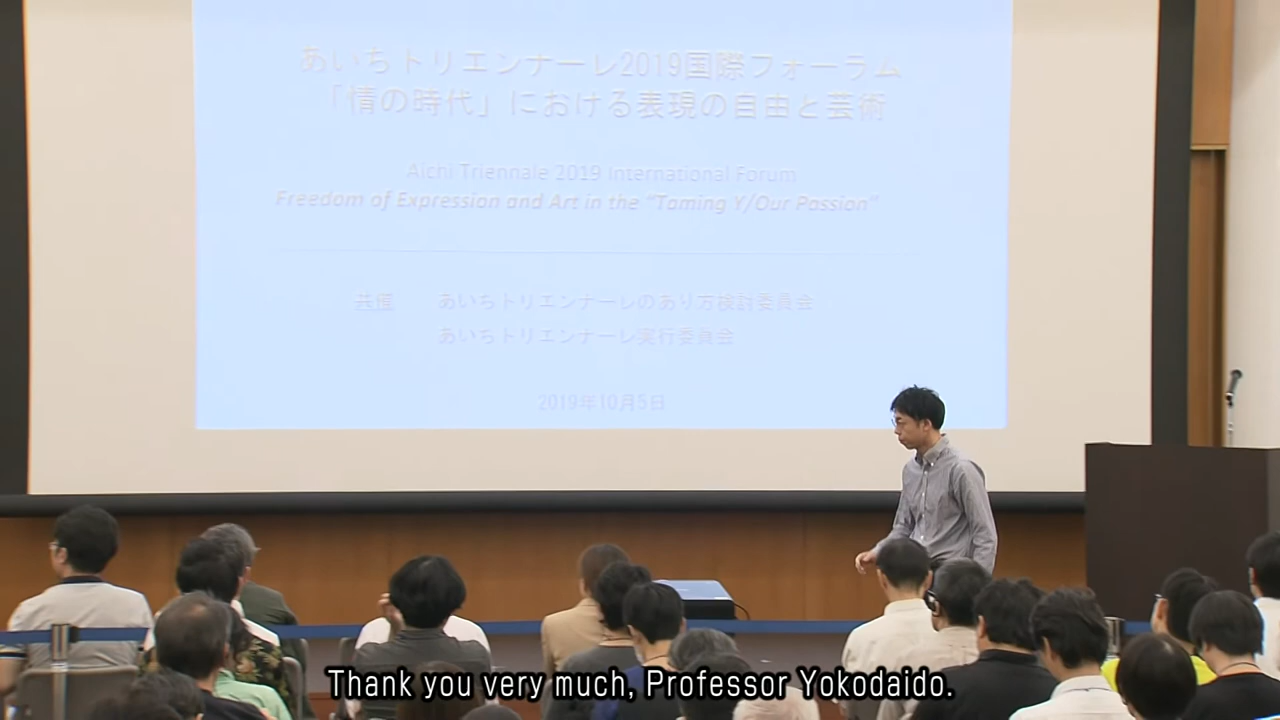 あいちトリエンナーレ2019国際フォーラム
「情の時代」における表現の自由と芸術
Aichi Triennale 2019 International Forum
Freedom of Expression and Art in the "Taming Y/Our Passion"
共催 あいちトリエンナーレのあり方検討委員会
あいちトリエンナーレ実行委員会
2019年10月5日
Thank you very much, Professor Yokodaido.